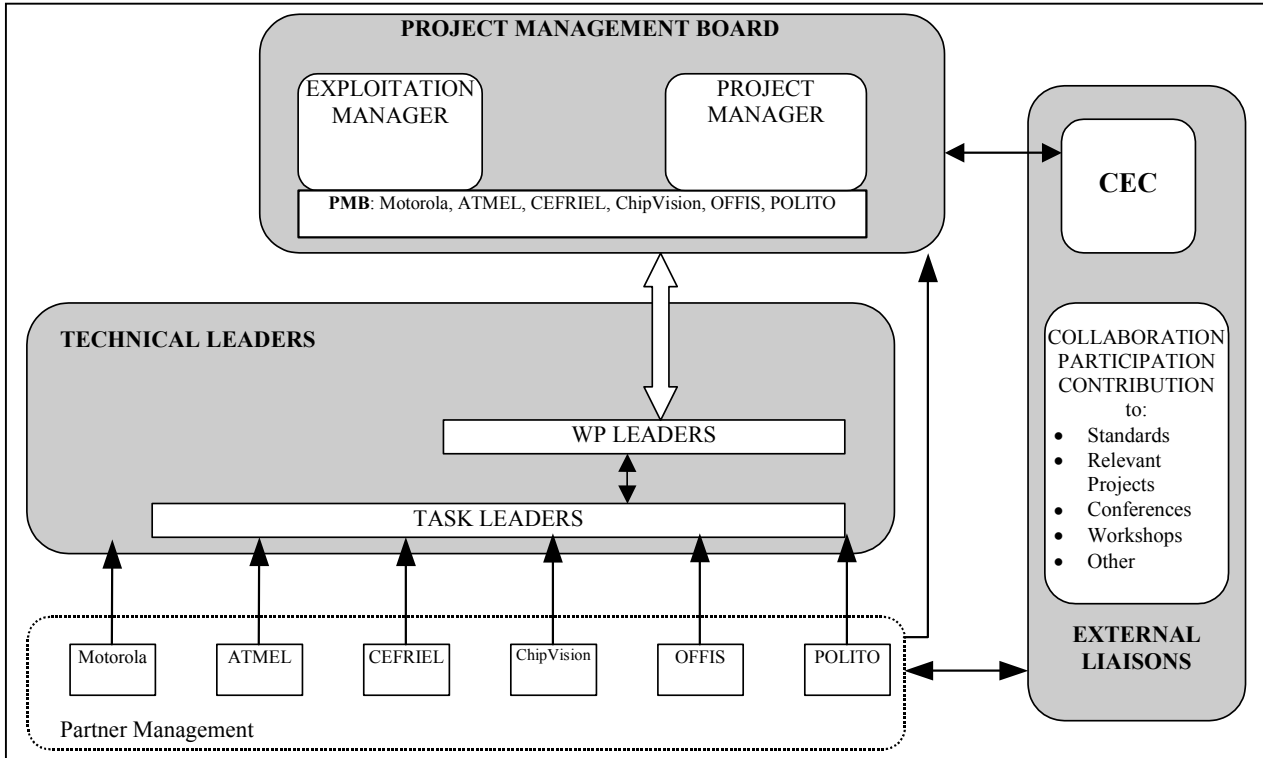 PROJECT MANAGEMENT BOARD
EXPLOITATION
MANAGER
PROJECT
MANAGER
PMB: Motorola, ATMEL, CEFRIEL, ChipVision, OFFIS, POLITO
CEC
TECHNICAL LEADERS
WP LEADERS
TASK LEADERS
COLLABORATION
PARTICIPATION
CONTRIBUTION
to:
• Standards
• Relevant
Projects
• Conferences
• Workshops
• Other
EXTERNAL
LIAISONS
Motorola
ATMEL
CEFRIEL
ChipVision
OFFIS
POLITO
Partner Management